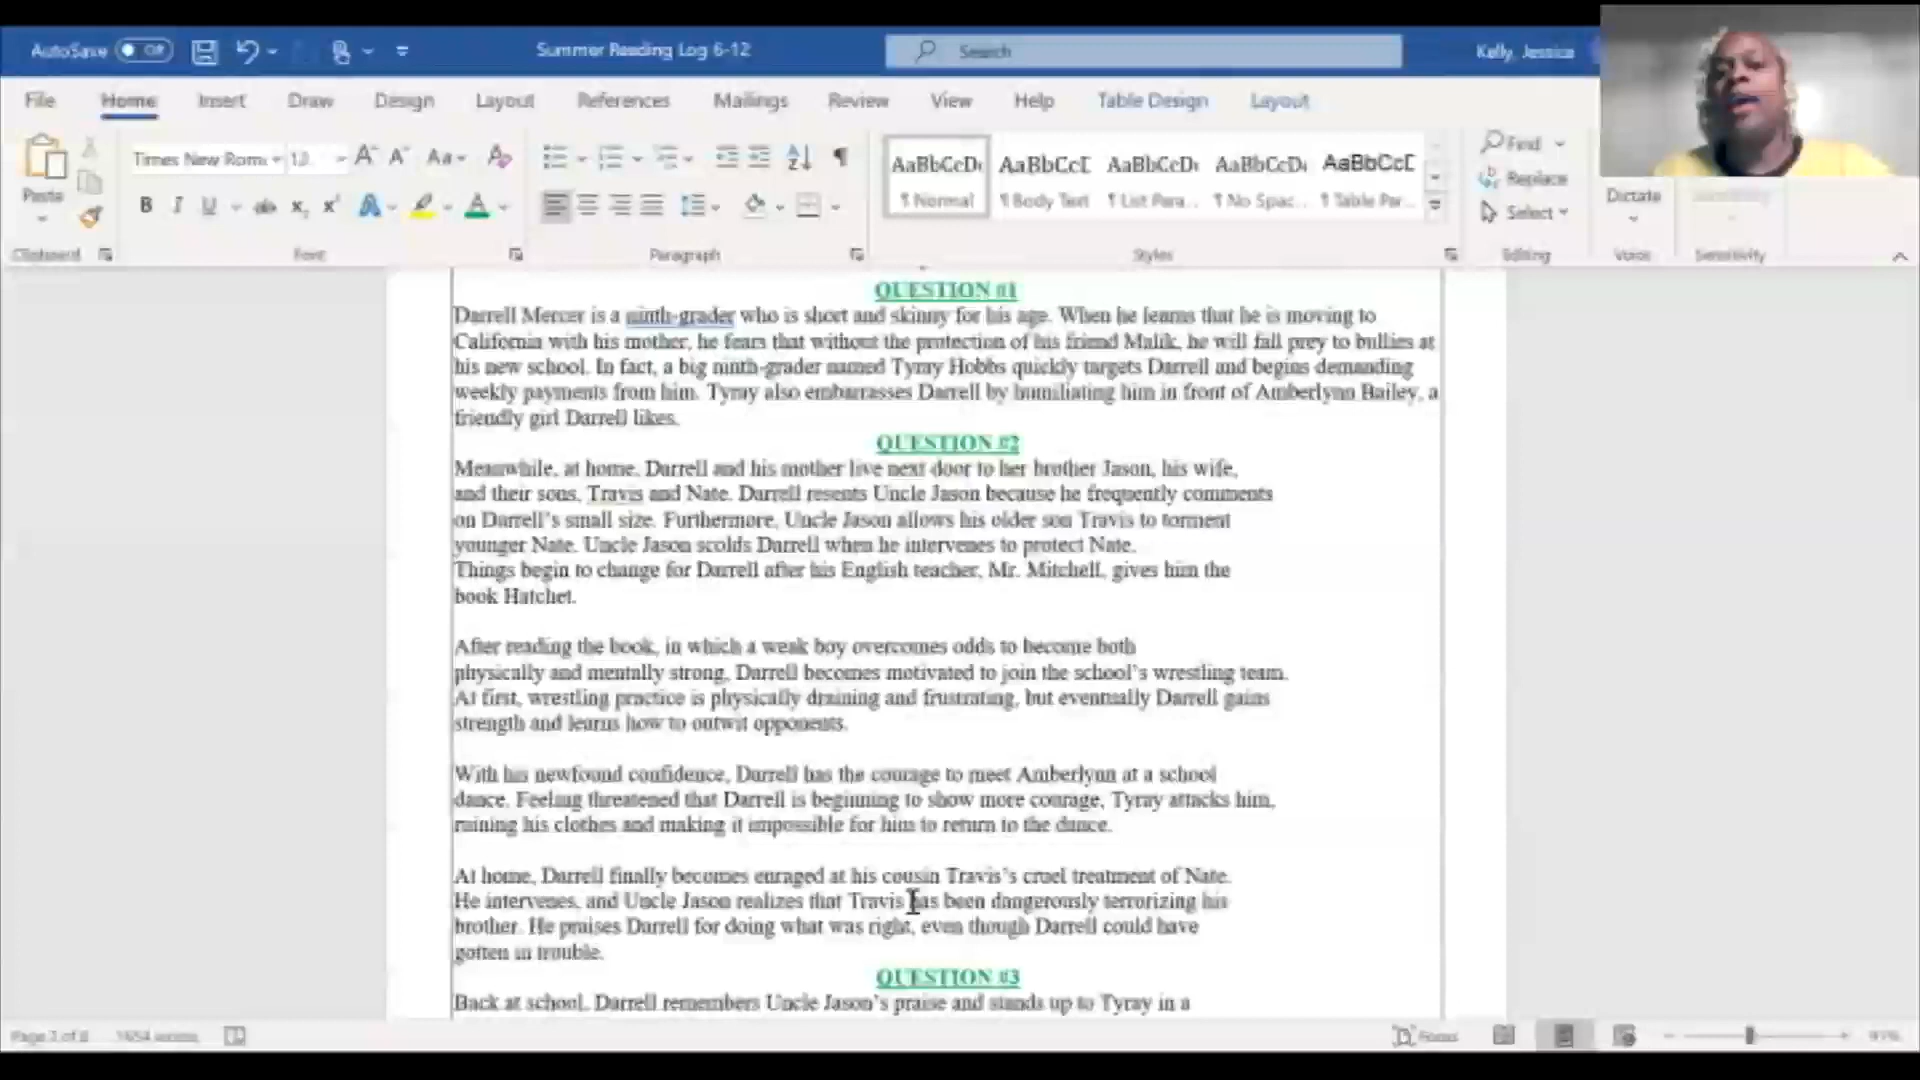 AutoSave Off Summer Reading Log 6-12 Search Kelly, Jessica
File Home Insert Draw Design Layout References Mailings Review View Help Table Design Layout
Times New Rom 12 A A Aa A AaBbCcDc AaBbCcD AaBbCcDc AaBbCcDc AaBbCcD Find
Paste B I U ab x x A A ¶ Normal ¶ Body Text ¶ List Para... ¶ No Spac... ¶ Table Par... Replace
Select Dictate Sensitivity
Clipboard Font Paragraph Styles Editing Voice Sensitivity
QUESTION #1
Darrell Mercer is a ninth-grader who is short and skinny for his age. When he learns that he is moving to
California with his mother, he fears that without the protection of his friend Malik, he will fall prey to bullies at
his new school. In fact, a big ninth-grader named Tyray Hobbs quickly targets Darrell and begins demanding
weekly payments from him. Tyray also embarrasses Darrell by humiliating him in front of Amberlynn Bailey, a
friendly girl Darrell likes.
QUESTION #2
Meanwhile, at home, Darrell and his mother live next door to her brother Jason, his wife,
and their sons, Travis and Nate. Darrell resents Uncle Jason because he frequently comments
on Darrell's small size. Furthermore, Uncle Jason allows his older son Travis to torment
younger Nate. Uncle Jason scolds Darrell when he intervenes to protect Nate.
Things begin to change for Darrell after his English teacher, Mr. Mitchell, gives him the
book Hatchet.
After reading the book, in which a weak boy overcomes odds to become both
physically and mentally strong, Darrell becomes motivated to join the school's wrestling team.
At first, wrestling practice is physically draining and frustrating, but eventually Darrell gains
strength and learns how to outwit opponents.
With his newfound confidence, Darrell has the courage to meet Amberlynn at a school
dance. Feeling threatened that Darrell is beginning to show more courage, Tyray attacks him,
ruining his clothes and making it impossible for him to return to the dance.
At home, Darrell finally becomes enraged at his cousin Travis's cruel treatment of Nate.
He intervenes, and Uncle Jason realizes that Travis has been dangerously terrorizing his
brother. He praises Darrell for doing what was right, even though Darrell could have
gotten in trouble.
QUESTION #3
Back at school, Darrell remembers Uncle Jason's praise and stands up to Tyray in a
1654 words Focus